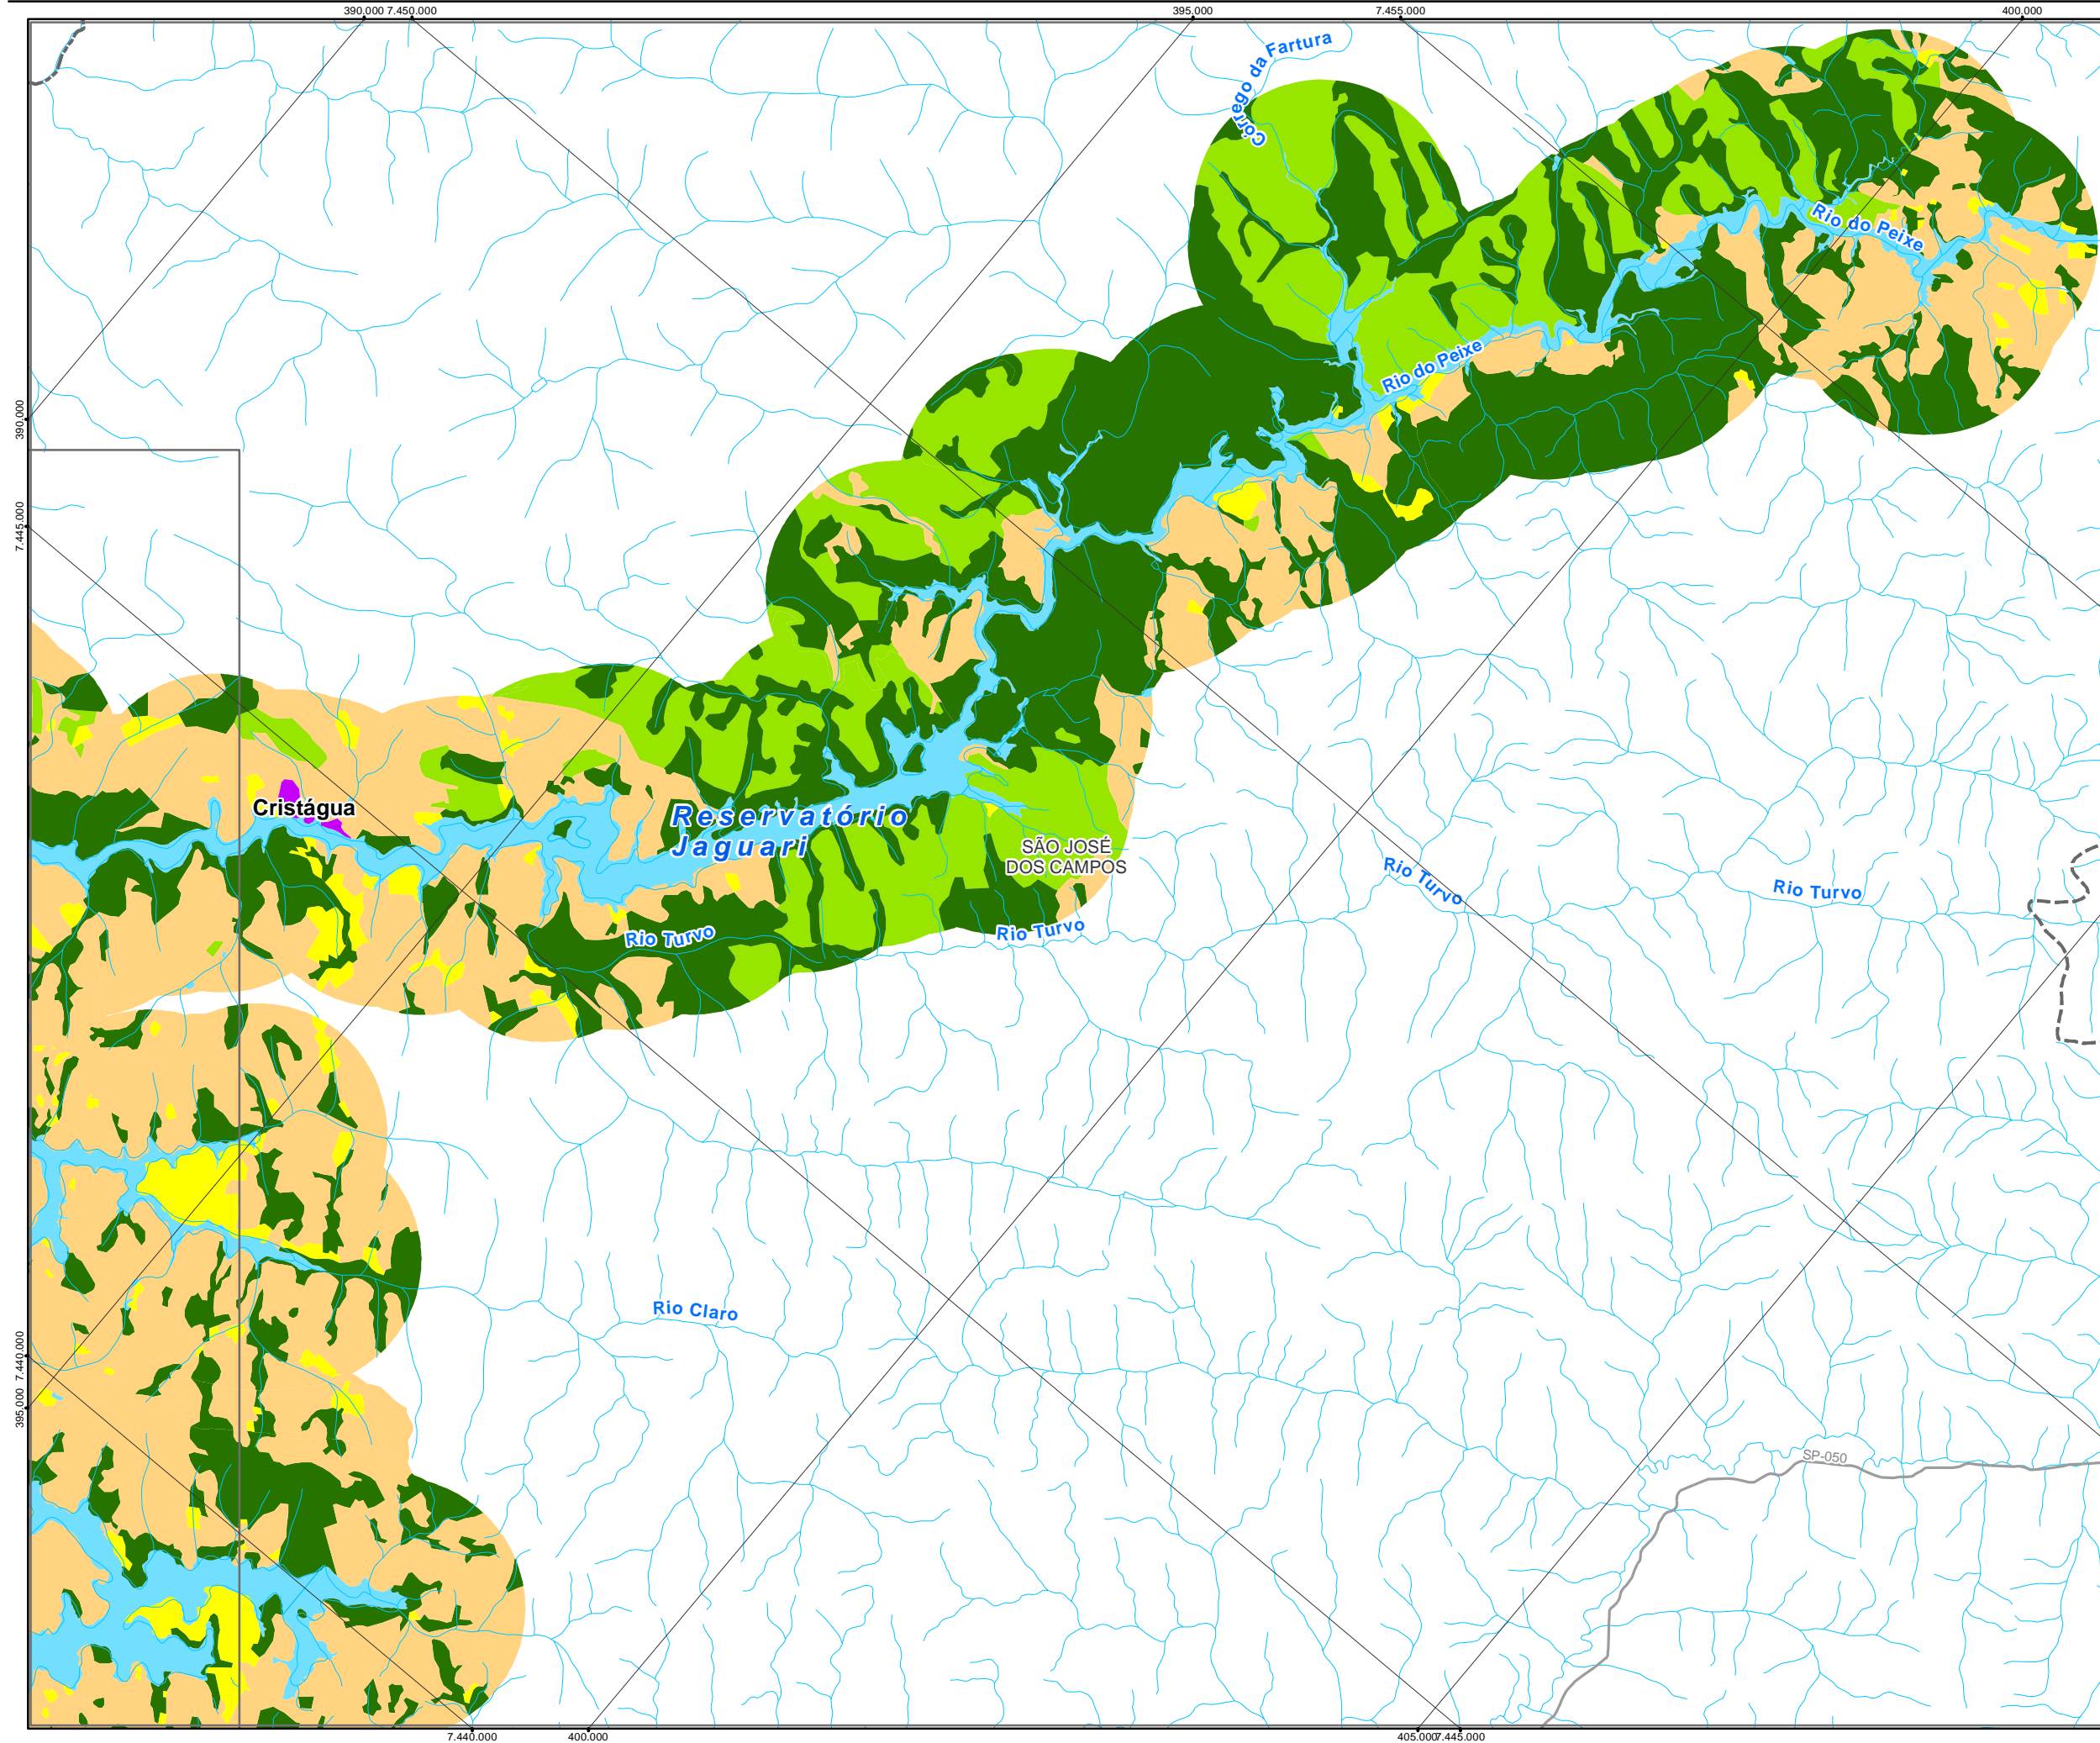 390.000 7.450.000 395.000 7.455.000 400.000
Córrego da Fartura
Rio do Peixe
Rio do Peixe
390.000
7.445.000
Cristágua
Reservatório
Jaguari
SÃO JOSÉ
DOS CAMPOS
Rio Turvo
Rio Turvo
Rio Turvo
Rio Turvo
Rio Claro
7.440.000
395.000
SP-050
7.440.000 400.000 405.000 7.445.000